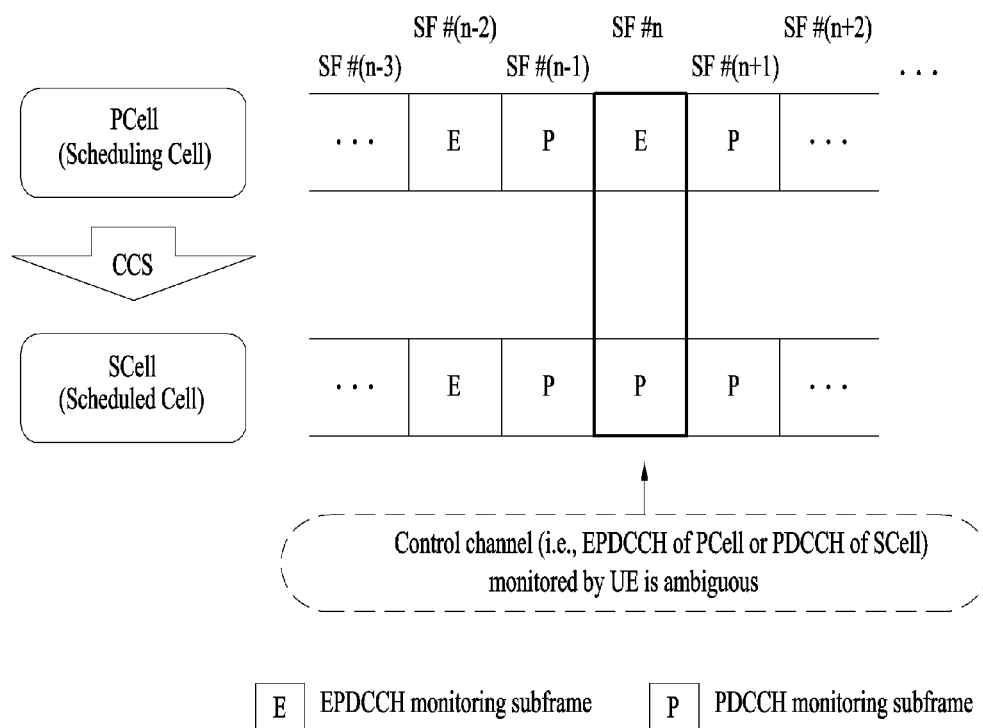 SF #(n-2) SF #n SF #(n+2)
SF #(n-3) SF #(n-1) SF #(n+1) . . .
PCell
(Scheduling Cell)
. . . E P E P . . .
CCS
SCell
(Scheduled Cell)
. . . E P P P . . .
Control channel (i.e., EPDCCH of PCell or PDCCH of SCell)
monitored by UE is ambiguous
E EPDCCH monitoring subframe P PDCCH monitoring subframe